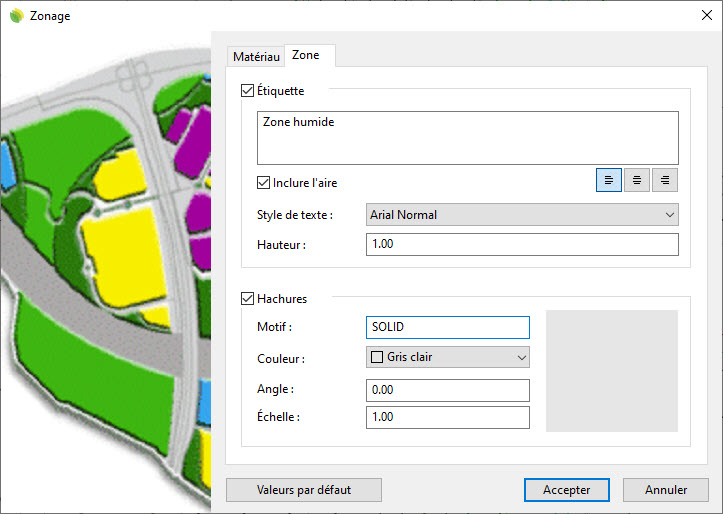 Zonage
Matériau
Zone
Étiquette
Zone humide
Inclure l'aire
Style de texte :
Arial Normal
Hauteur :
1.00
Hachures
Motif :
SOLID
Couleur :
Gris clair
Angle :
0.00
Échelle :
1.00
Valeurs par défaut
Accepter
Annuler